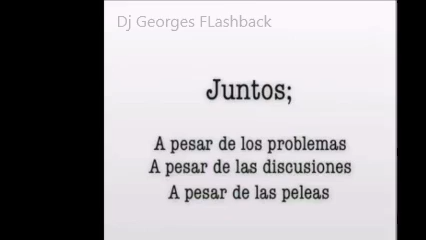 Dj Georges FLashback
Juntos;
A pesar de los problemas
A pesar de las discusiones
A pesar de las peleas